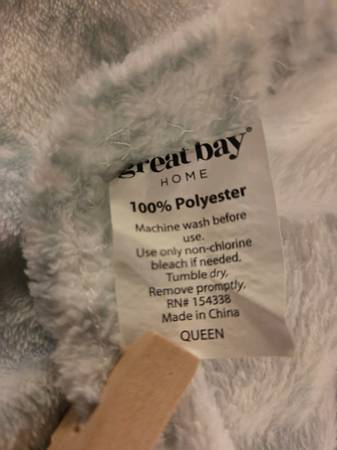 great bay®
HOME
100% Polyester
Machine wash before
use.
Use only non-chlorine
bleach if needed.
Tumble dry,
Remove promptly.
RN# 154338
Made in China
QUEEN